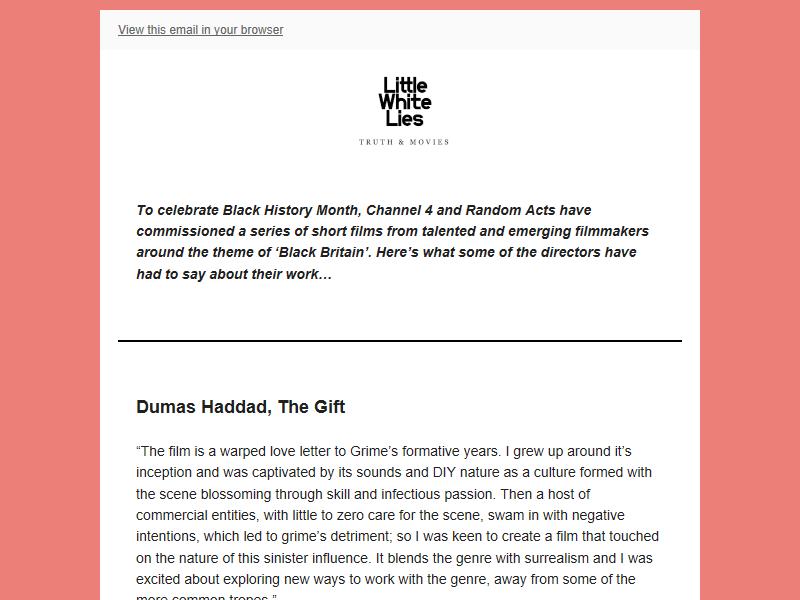 View this email in your browser
Little
White
Lies
TRUTH & MOVIES
To celebrate Black History Month, Channel 4 and Random Acts have
commissioned a series of short films from talented and emerging filmmakers
around the theme of ‘Black Britain’. Here’s what some of the directors have
had to say about their work…
Dumas Haddad, The Gift
“The film is a warped love letter to Grime’s formative years. I grew up around it’s
inception and was captivated by its sounds and DIY nature as a culture formed with
the scene blossoming through skill and infectious passion. Then a host of
commercial entities, with little to zero care for the scene, swam in with negative
intentions, which led to grime’s detriment; so I was keen to create a film that touched
on the nature of this sinister influence. It blends the genre with surrealism and I was
excited about exploring new ways to work with the genre, away from some of the
more common tropes.”